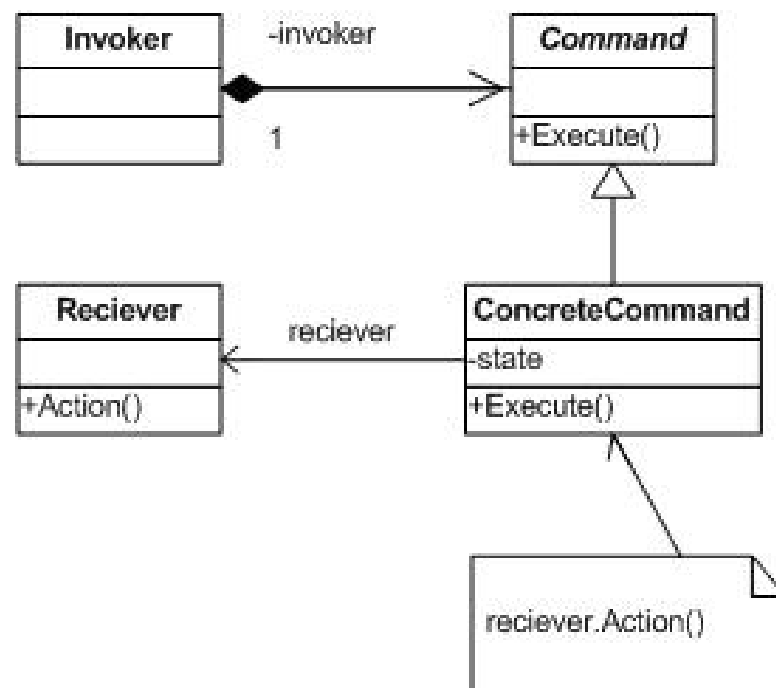 Invoker
-invoker
1
Command
+Execute()
Reciever
+Action()
reciever
ConcreteCommand
-state
+Execute()
reciever.Action()